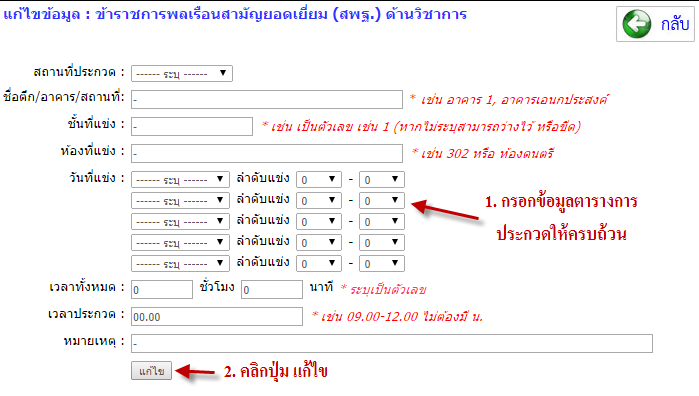 แก้ไขข้อมูล : ข้าราชการพลเรือนสามัญยอดเยี่ยม (สพฐ.) ด้านวิชาการ
กลับ
สถานที่ประกวด : ------ ระบุ ------
ชื่อตึก/อาคาร/สถานที่: - * เช่น อาคาร 1, อาคารเอนกประสงค์
ชั้นที่แข่ง : - * เช่น เป็นตัวเลข เช่น 1 (หากไม่ระบุสามารถว่างไว้ หรือขีด)
ห้องที่แข่ง : - * เช่น 302 หรือ ห้องดนตรี
วันที่แข่ง : ------ ระบุ ------ ลำดับแข่ง 0 - 0
------ ระบุ ------ ลำดับแข่ง 0 - 0
------ ระบุ ------ ลำดับแข่ง 0 - 0
------ ระบุ ------ ลำดับแข่ง 0 - 0
------ ระบุ ------ ลำดับแข่ง 0 - 0
1. กรอกข้อมูลตารางการ
ประกวดให้ครบถ้วน
เวลาทั้งหมด : 0 ชั่วโมง 0 นาที * ระบุเป็นตัวเลข
เวลาประกวด : 00.00 * เช่น 09.00-12.00 ไม่ต้องมี น.
หมายเหตุ : -
แก้ไข 2. คลิกปุ่ม แก้ไข